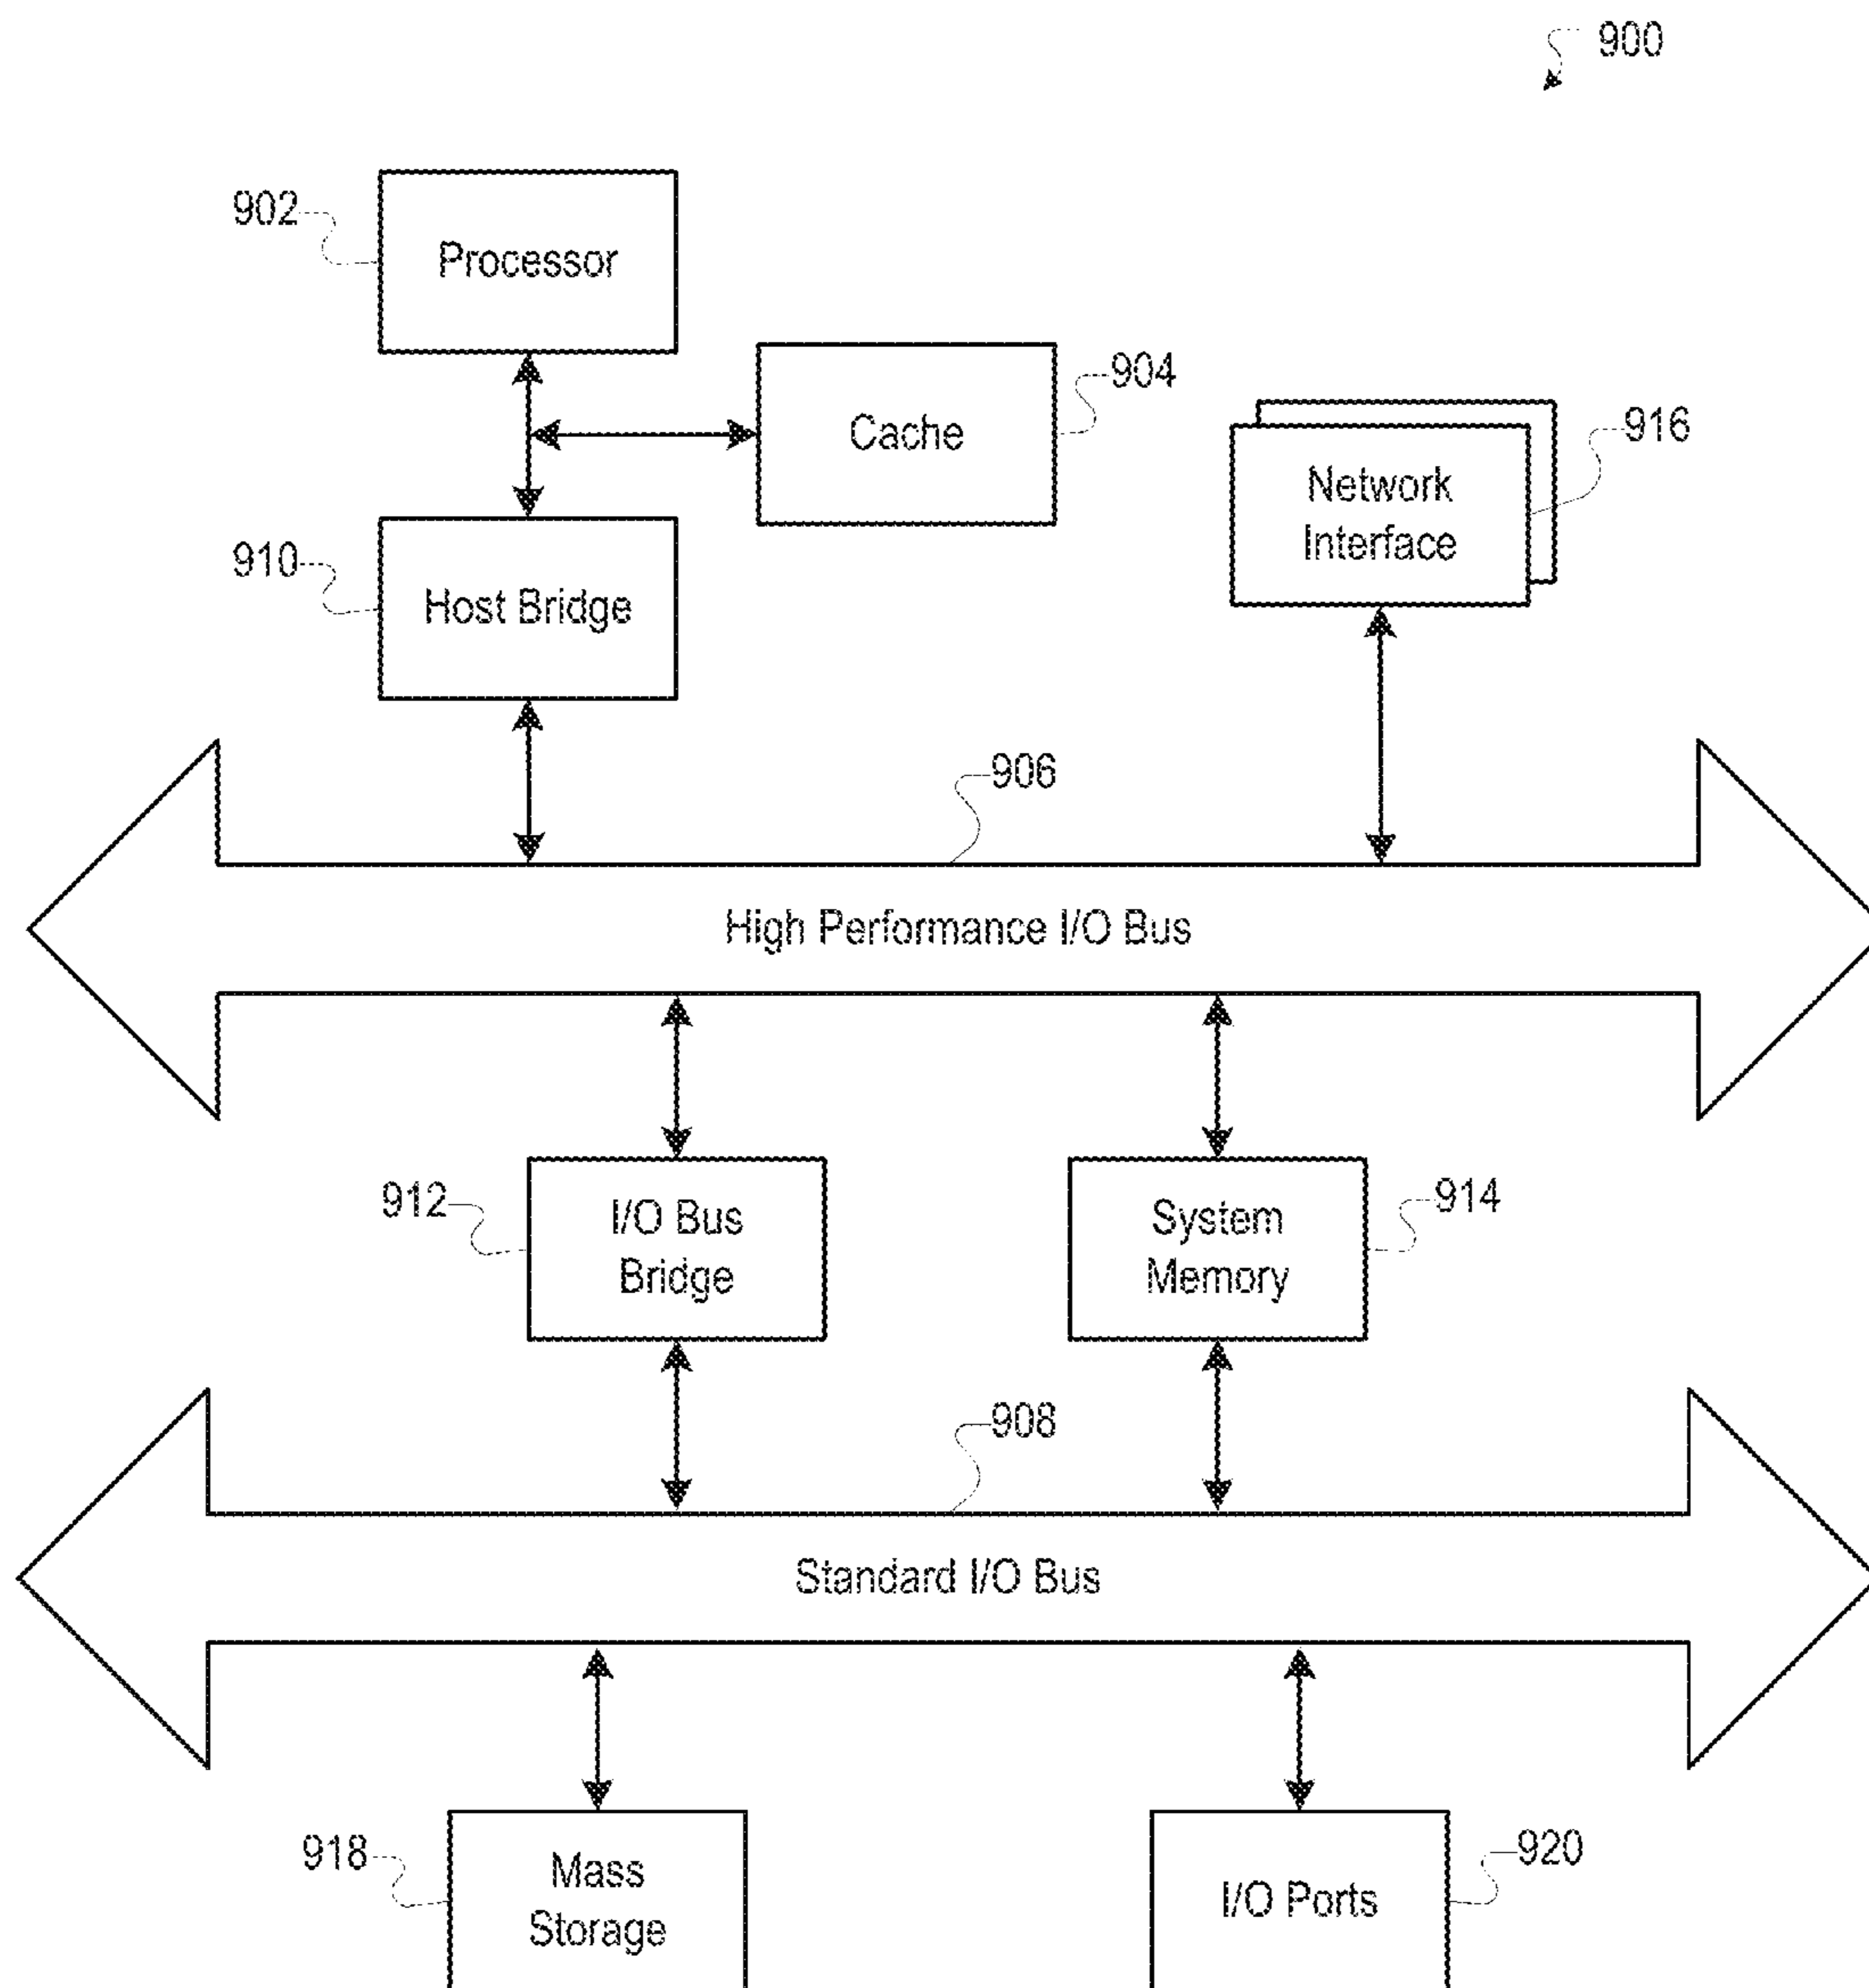 900
902
Processor
904
Cache
916
Network
Interface
910
Host Bridge
906
High Performance I/O Bus
912
I/O Bus
Bridge
914
System
Memory
908
Standard I/O Bus
918
Mass
Storage
920
I/O Ports